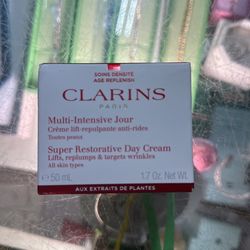 SOINS DENSITÉ
AGE REPLENISH
CLARINS
PARIS
Multi-Intensive Jour
Crème lift-repulpante anti-rides
Toutes peaux
Super Restorative Day Cream
Lifts, replumps & targets wrinkles
All skin types
℮ 50 mL
1.7 Oz. Net Wt.
AUX EXTRAITS DE PLANTES